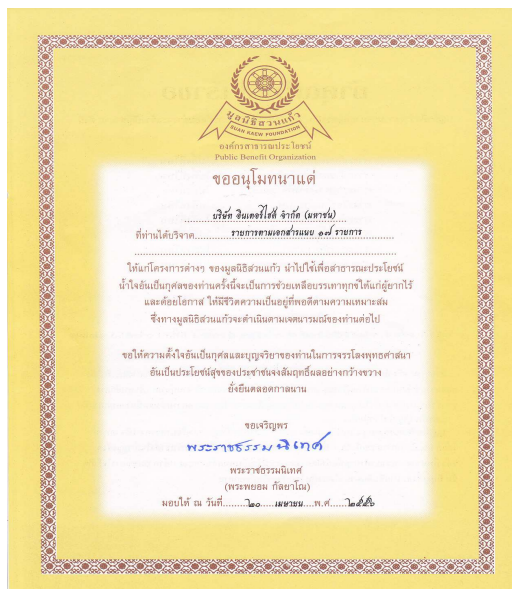 มูลนิธิสวนแก้ว
SUAN KAEW FOUNDATION
องค์กรสาธารณประโยชน์
Public Benefit Organization
ขออนุโมทนาแด่
บริษัท อินเตอร์ไฮด์ จำกัด (มหาชน)
ที่ท่านได้บริจาค.......รายการตามเอกสารแนบ ๑๗ รายการ
ให้แก่โครงการต่างๆ ของมูลนิธิสวนแก้ว นำไปใช้เพื่อสาธารณะประโยชน์
น้ำใจอันเป็นกุศลของท่านครั้งนี้จะเป็นการช่วยเหลือบรรเทาทุกข์ให้แก่ผู้ยากไร้
และด้อยโอกาส ให้มีชีวิตความเป็นอยู่ที่พอดีตามความเหมาะสม
ซึ่งทางมูลนิธิสวนแก้วจะดำเนินตามเจตนารมณ์ของท่านต่อไป
ขอให้ความตั้งใจอันเป็นกุศลและบุญจริยาของท่านในการจรรโลงพุทธศาสนา
อันเป็นประโยชน์สุขของประชาชนจงสัมฤทธิ์ผลอย่างกว้างขวาง
ยั่งยืนตลอดกาลนาน
ขอเจริญพร
พระราชธรรมนิเทศ
พระราชธรรมนิเทศ
(พระพยอม กัลยาโณ)
มอบให้ ณ วันที่.........๒๐.....เมษายน....พ.ศ......๒๕๕๖